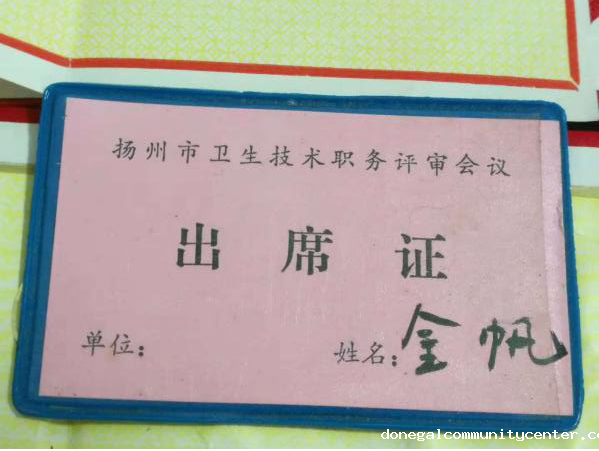 扬州市卫生技术职务评审会议
出席证
单位： 姓名：金帆
donegalcommunitycenter.c